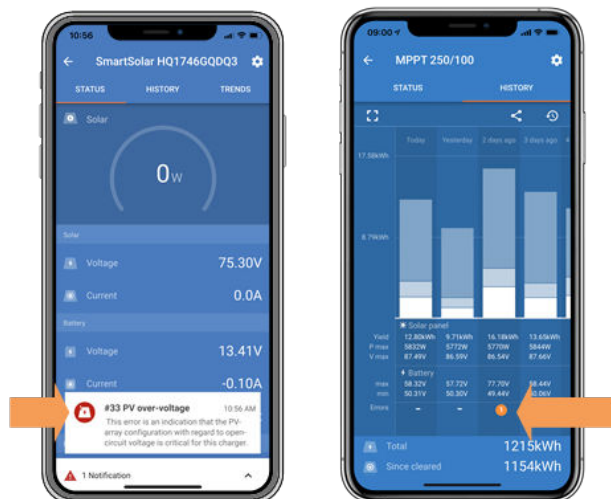 10:56
SmartSolar HQ1746GQDQ3
STATUS HISTORY TRENDS
Solar
0W
Solar
Voltage 75.30V
Current 0.0A
Battery
Voltage 13.41V
Current -0.10A
#33 PV over-voltage 10:56 AM
This error is an indication that the PV-
array configuration with regard to open-
circuit voltage is critical for this charger.
1 Notification
09:00
MPPT 250/100
STATUS HISTORY
Today Yesterday 2 days ago 3 days ago
17.58kWh
8.79kWh
Solar panel
Yield 12.80kWh 9.71kWh 16.18kWh 13.65kWh
P max 5832W 5772W 5770W 5844W
V max 87.49V 86.59V 86.54V 87.66V
Battery
max 58.32V 57.72V 77.70V 58.44V
min 50.31V 50.30V 49.44V
Errors - - 1 -
Total 1215kWh
Since cleared 1154kWh